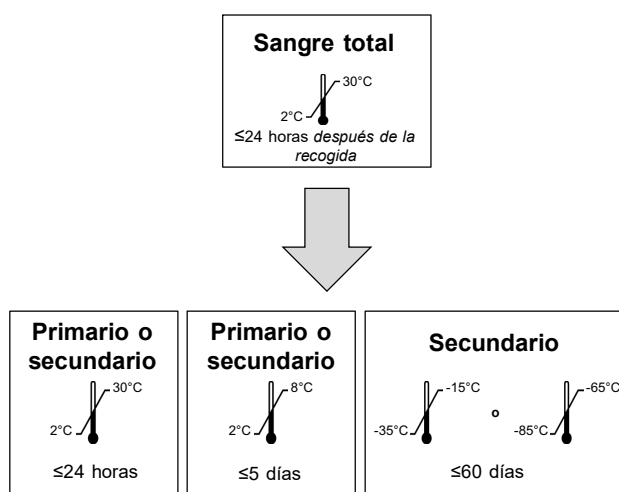 Sangre total
30°C
2°C
≤24 horas después de la
recogida
Primario o
secundario
30°C
2°C
≤24 horas
Primario o
secundario
8°C
2°C
≤5 días
Secundario
-15°C
-35°C
o
-65°C
-85°C
≤60 días